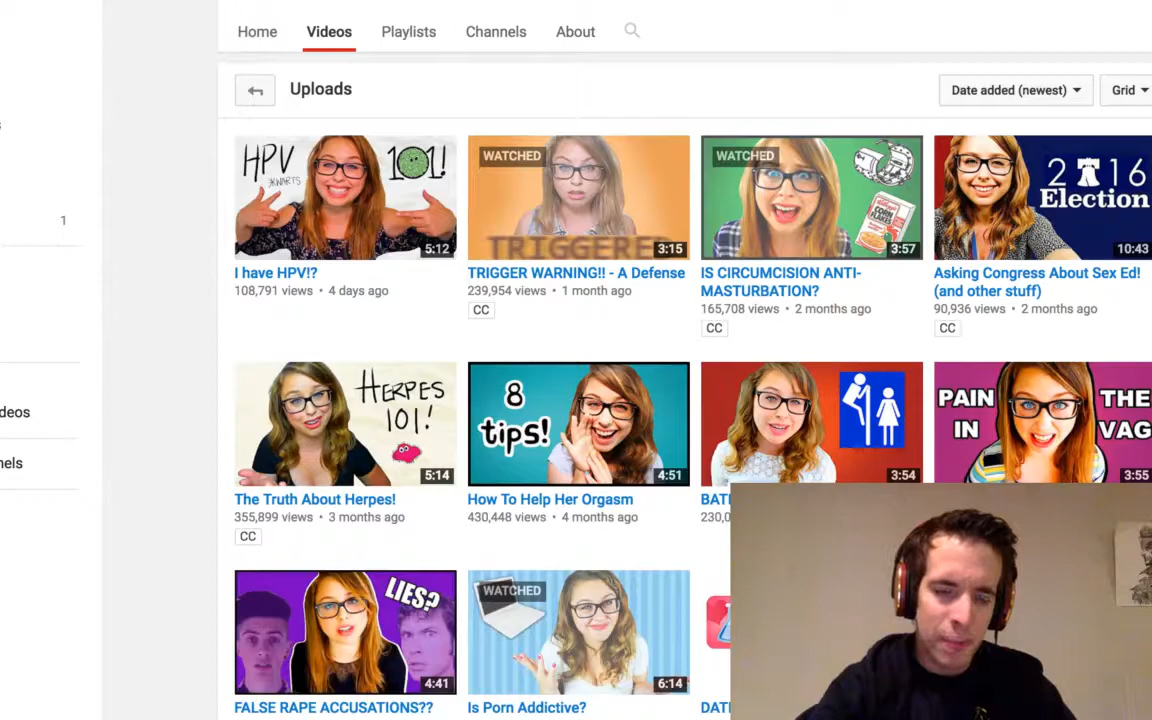 Home Videos Playlists Channels About
Uploads
Date added (newest) Grid
HPV 101!
&WARTS
5:12
WATCHED
TRIGGERED
3:15
WATCHED
Kellogg's
CORN
FLAKES
3:57
2016
Election
10:43
I have HPV!?
108,791 views • 4 days ago
TRIGGER WARNING!! - A Defense
239,954 views • 1 month ago
CC
IS CIRCUMCISION ANTI-
MASTURBATION?
165,708 views • 2 months ago
CC
Asking Congress About Sex Ed!
(and other stuff)
90,936 views • 2 months ago
CC
1
HERPES
101!
5:14
8
tips!
4:51
3:54
PAIN THE
IN VAG
3:55
deos
nels
The Truth About Herpes!
355,899 views • 3 months ago
CC
How To Help Her Orgasm
430,448 views • 4 months ago
BAT
230,0
LIES?
4:41
WATCHED
6:14
FALSE RAPE ACCUSATIONS??
Is Porn Addictive?
DAT